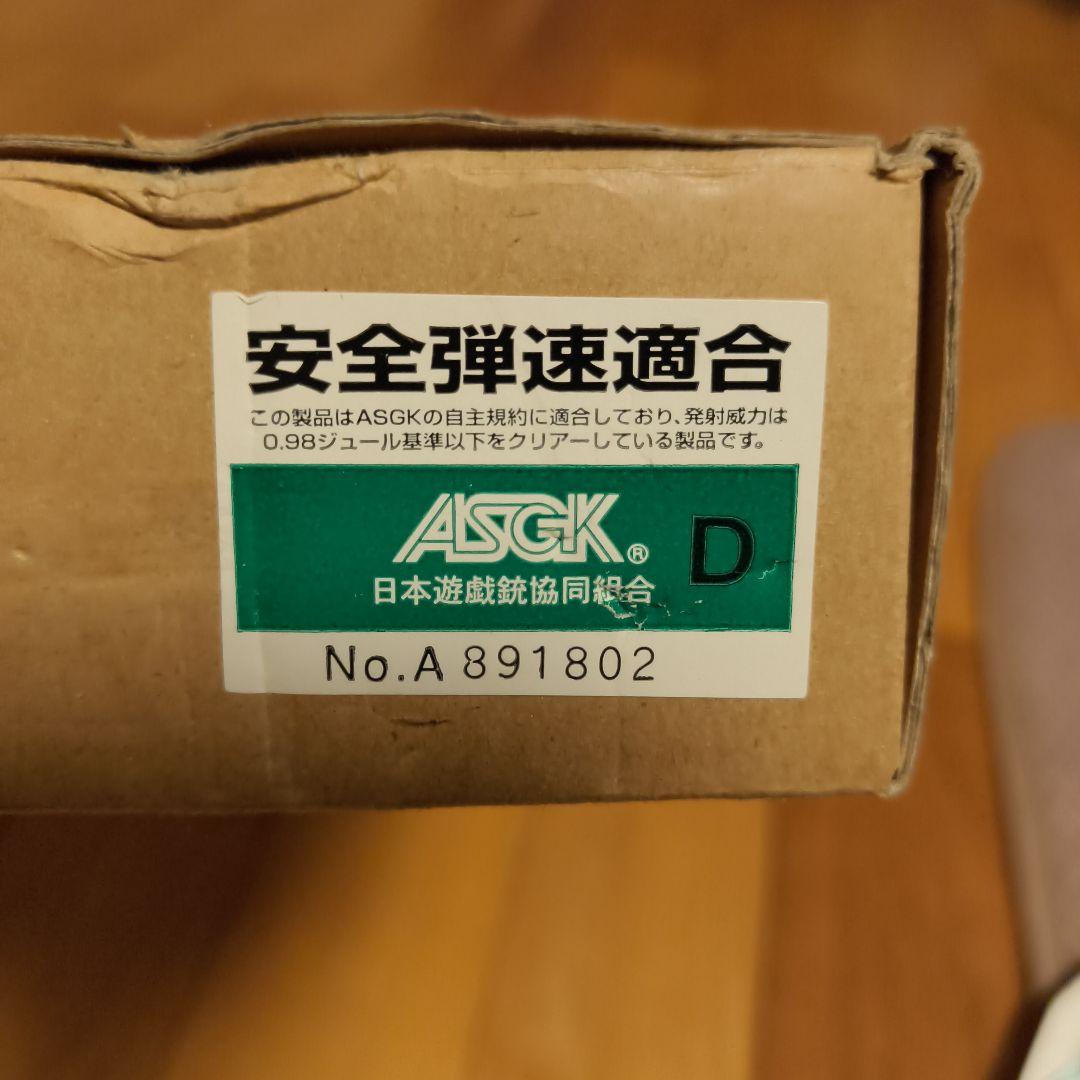 安全弾速適合
この製品はASGKの自主規約に適合しており、発射威力は
0.98ジュール基準以下をクリアーしている製品です。
ASGK® D
日本遊戯銃協同組合
No.A 891802